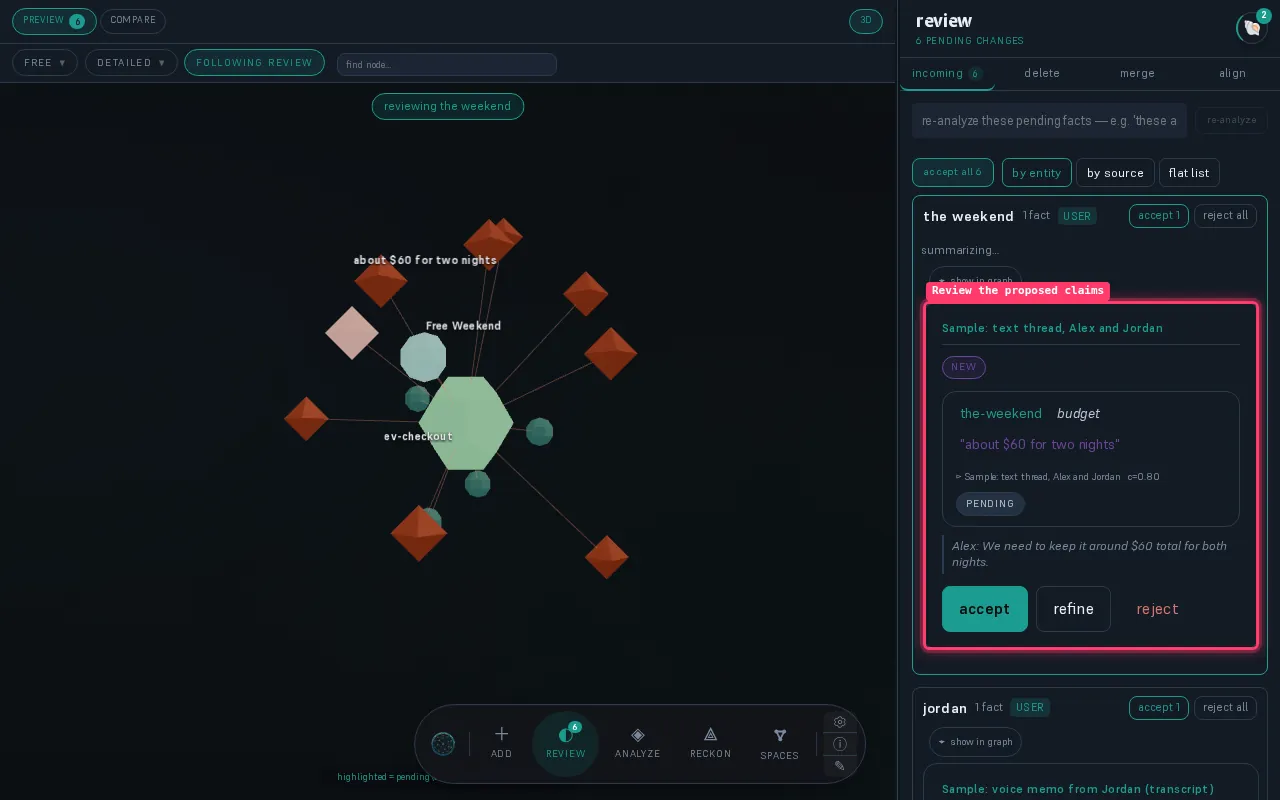 PREVIEW 6
COMPARE
3D
FREE ▾
DETAILED ▾
FOLLOWING REVIEW
find node...
reviewing the weekend
about $60 for two nights
Free Weekend
ev-checkout
highlighted = pending
ADD
6
REVIEW
ANALYZE
RECKON
SPACES
review
6 PENDING CHANGES
2
incoming 6
delete
merge
align
re-analyze these pending facts — e.g. 'these a
re-analyze
accept all 6
by entity
by source
flat list
the weekend 1 fact USER
accept 1
reject all
summarizing...
✦ show in graph
Review the proposed claims
Sample: text thread, Alex and Jordan
NEW
the-weekend budget
"about $60 for two nights"
Sample: text thread, Alex and Jordan c=0.80
PENDING
Alex: We need to keep it around $60 total for both
nights.
accept
refine
reject
jordan 1 fact USER
accept 1
reject all
✦ show in graph
Sample: voice memo from Jordan (transcript)